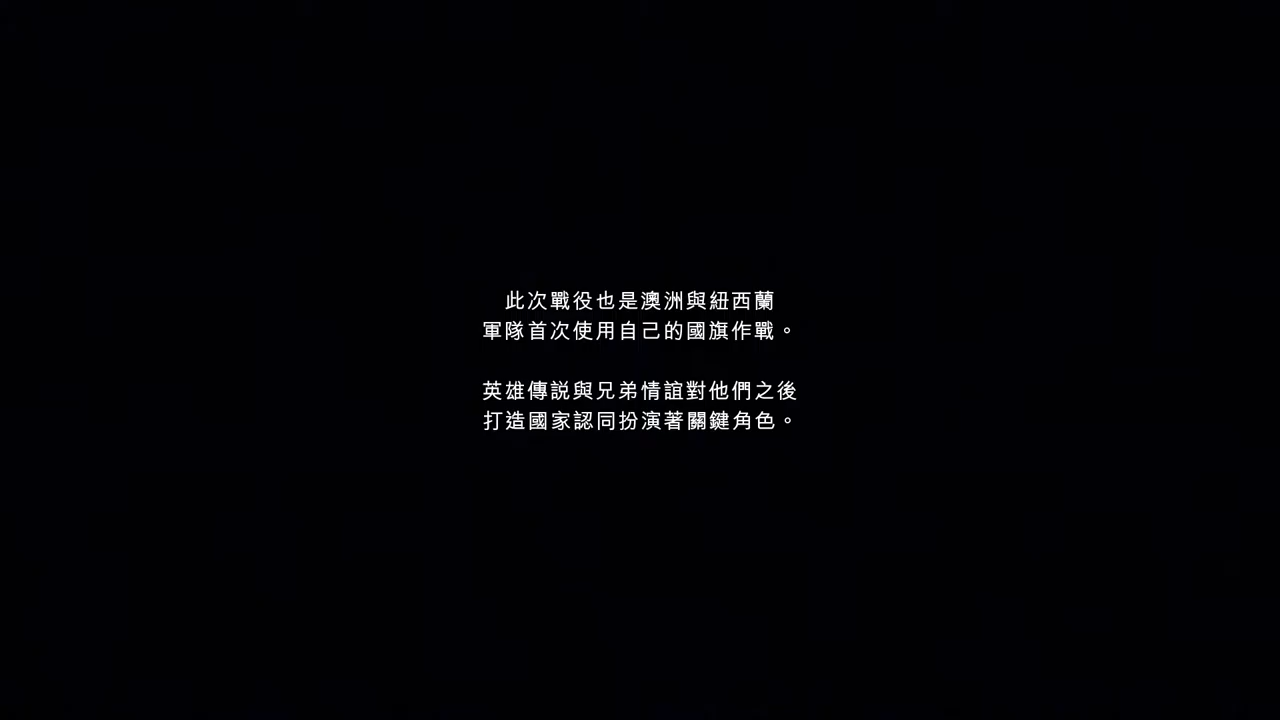 此次戰役也是澳洲與紐西蘭
軍隊首次使用自己的國旗作戰。
英雄傳説與兄弟情誼對他們之後
打造國家認同扮演著關鍵角色。